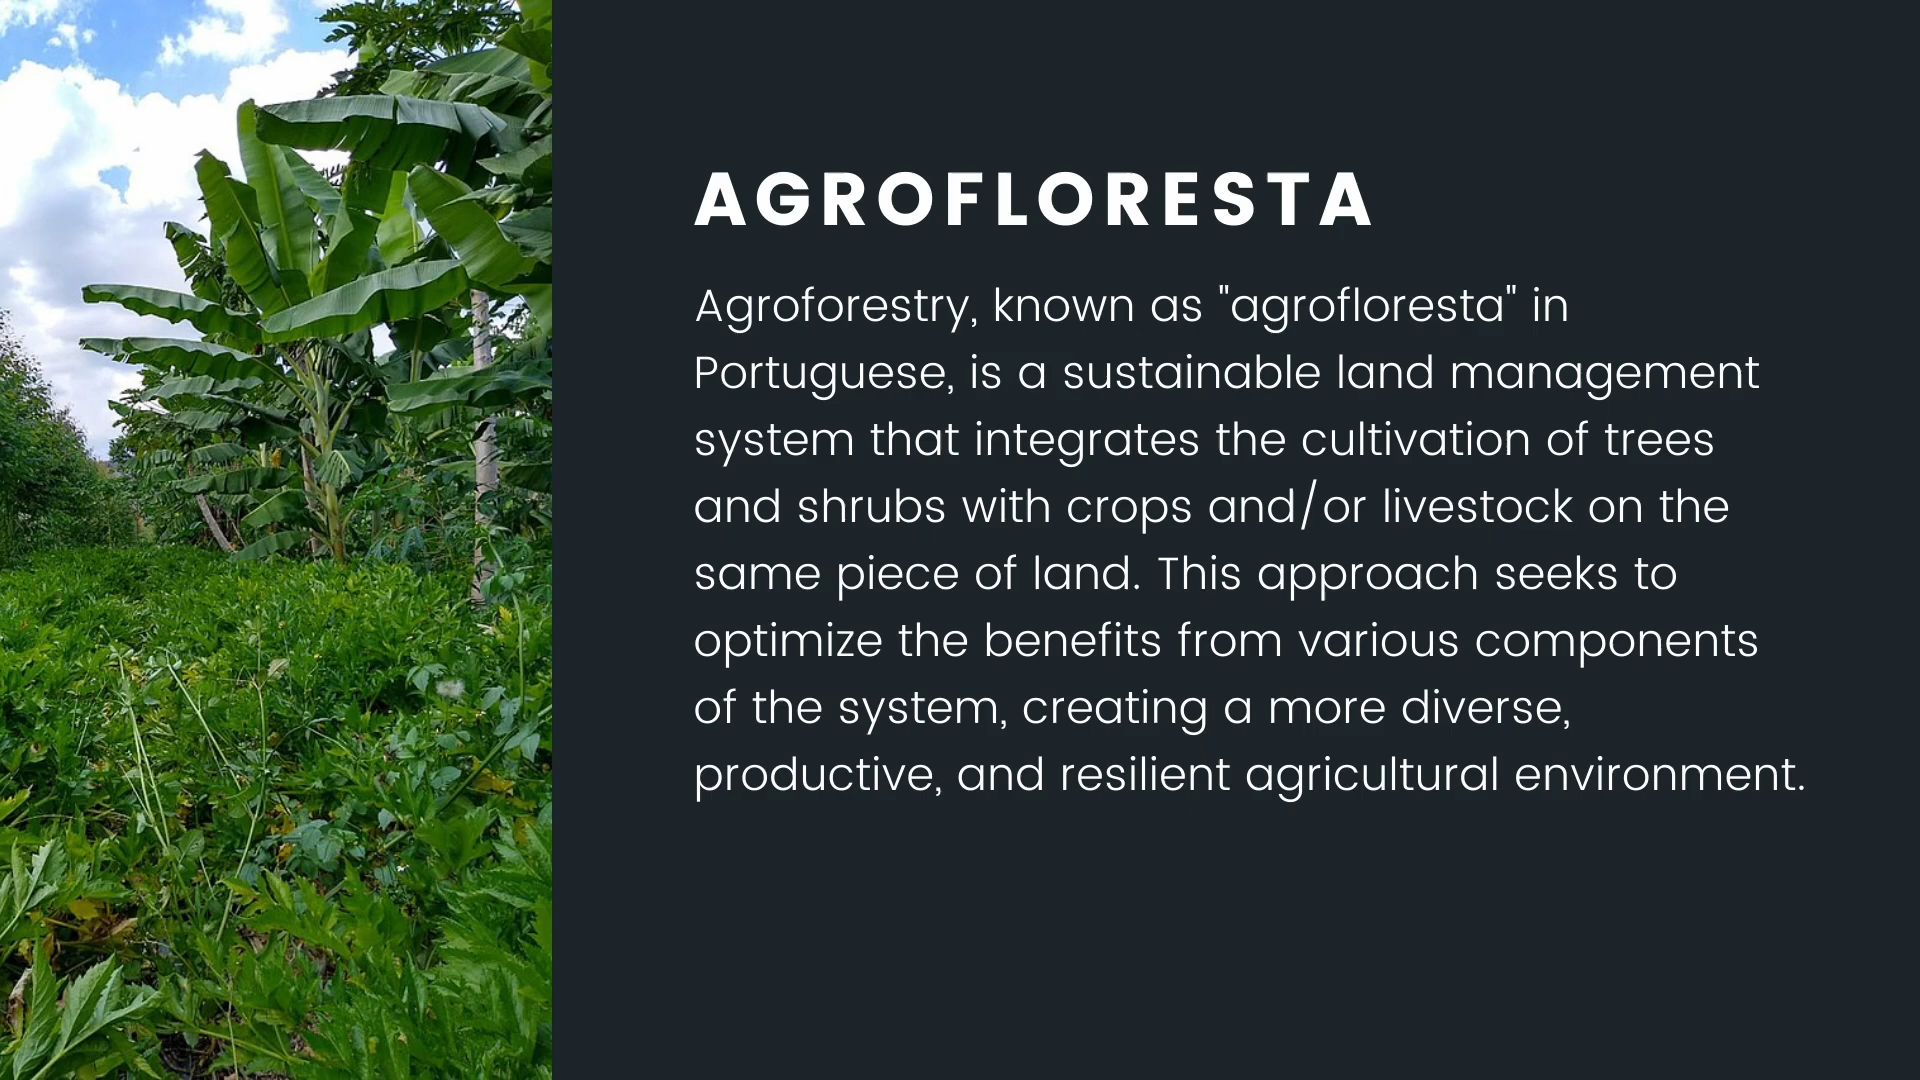 AGROFLORESTA
Agroforestry, known as "agrofloresta" in
Portuguese, is a sustainable land management
system that integrates the cultivation of trees
and shrubs with crops and/or livestock on the
same piece of land. This approach seeks to
optimize the benefits from various components
of the system, creating a more diverse,
productive, and resilient agricultural environment.